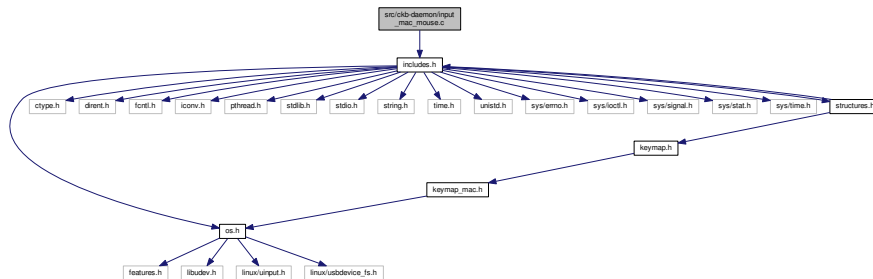 src/ckb-daemon/input
_mac_mouse.c
includes.h
ctype.h
dirent.h
fcntl.h
iconv.h
pthread.h
stdlib.h
stdio.h
string.h
time.h
unistd.h
sys/errno.h
sys/ioctl.h
sys/signal.h
sys/stat.h
sys/time.h
structures.h
keymap.h
keymap_mac.h
os.h
features.h
libudev.h
linux/uinput.h
linux/usbdevice_fs.h